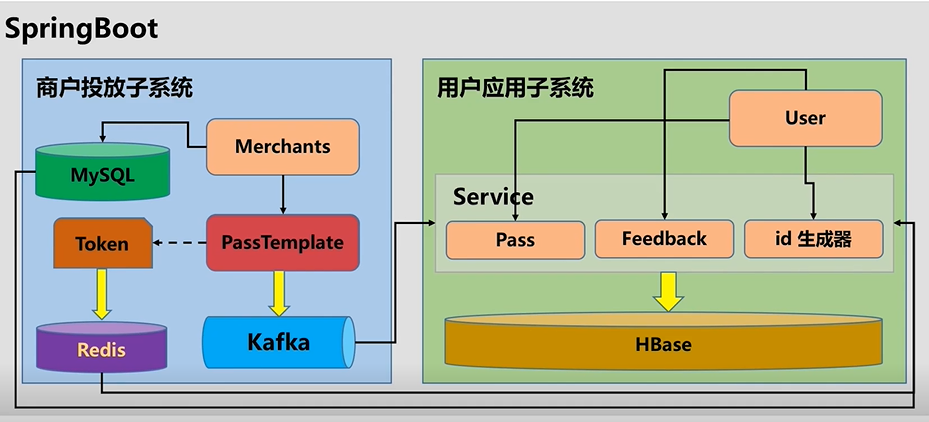 SpringBoot
商户投放子系统
Merchants
MySQL
Token
PassTemplate
Redis
Kafka
用户应用子系统
User
Service
Pass
Feedback
id 生成器
HBase